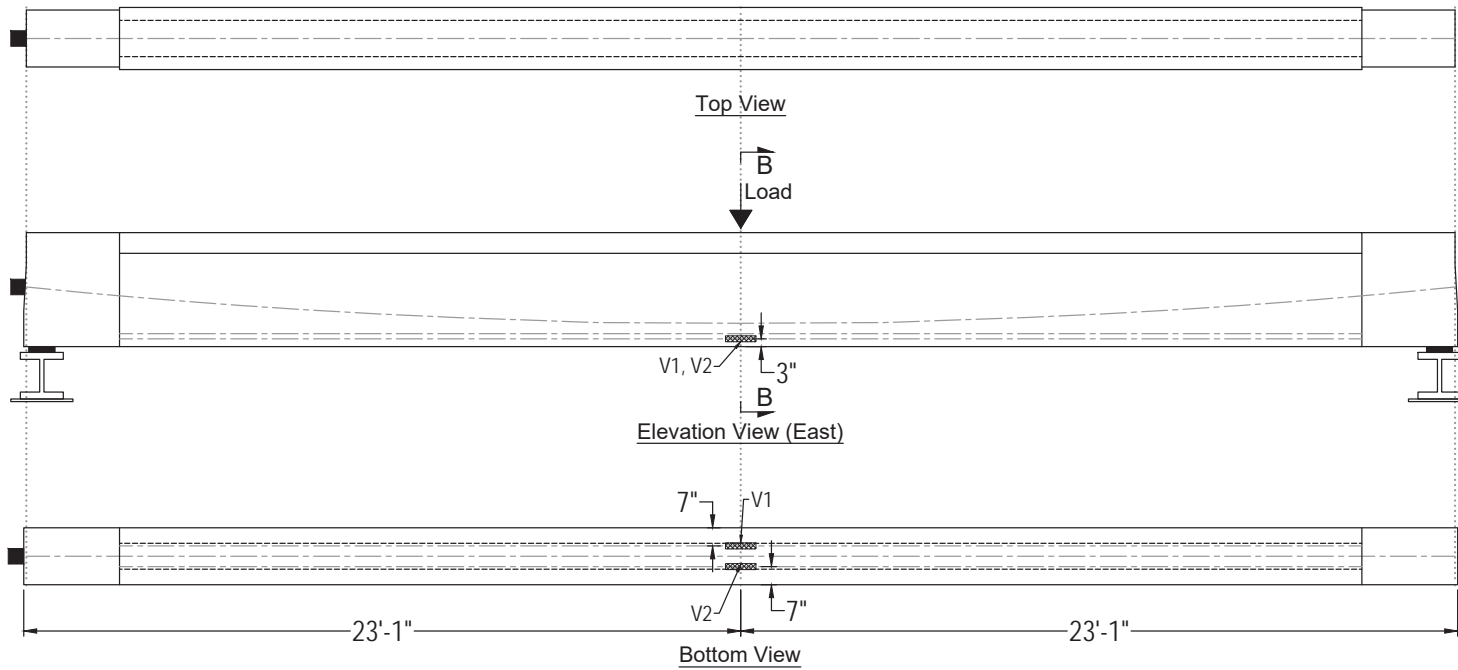 Top View
B
Load
V1, V2
3"
B
Elevation View (East)
7"
V1
V2
7"
23'-1"
23'-1"
Bottom View